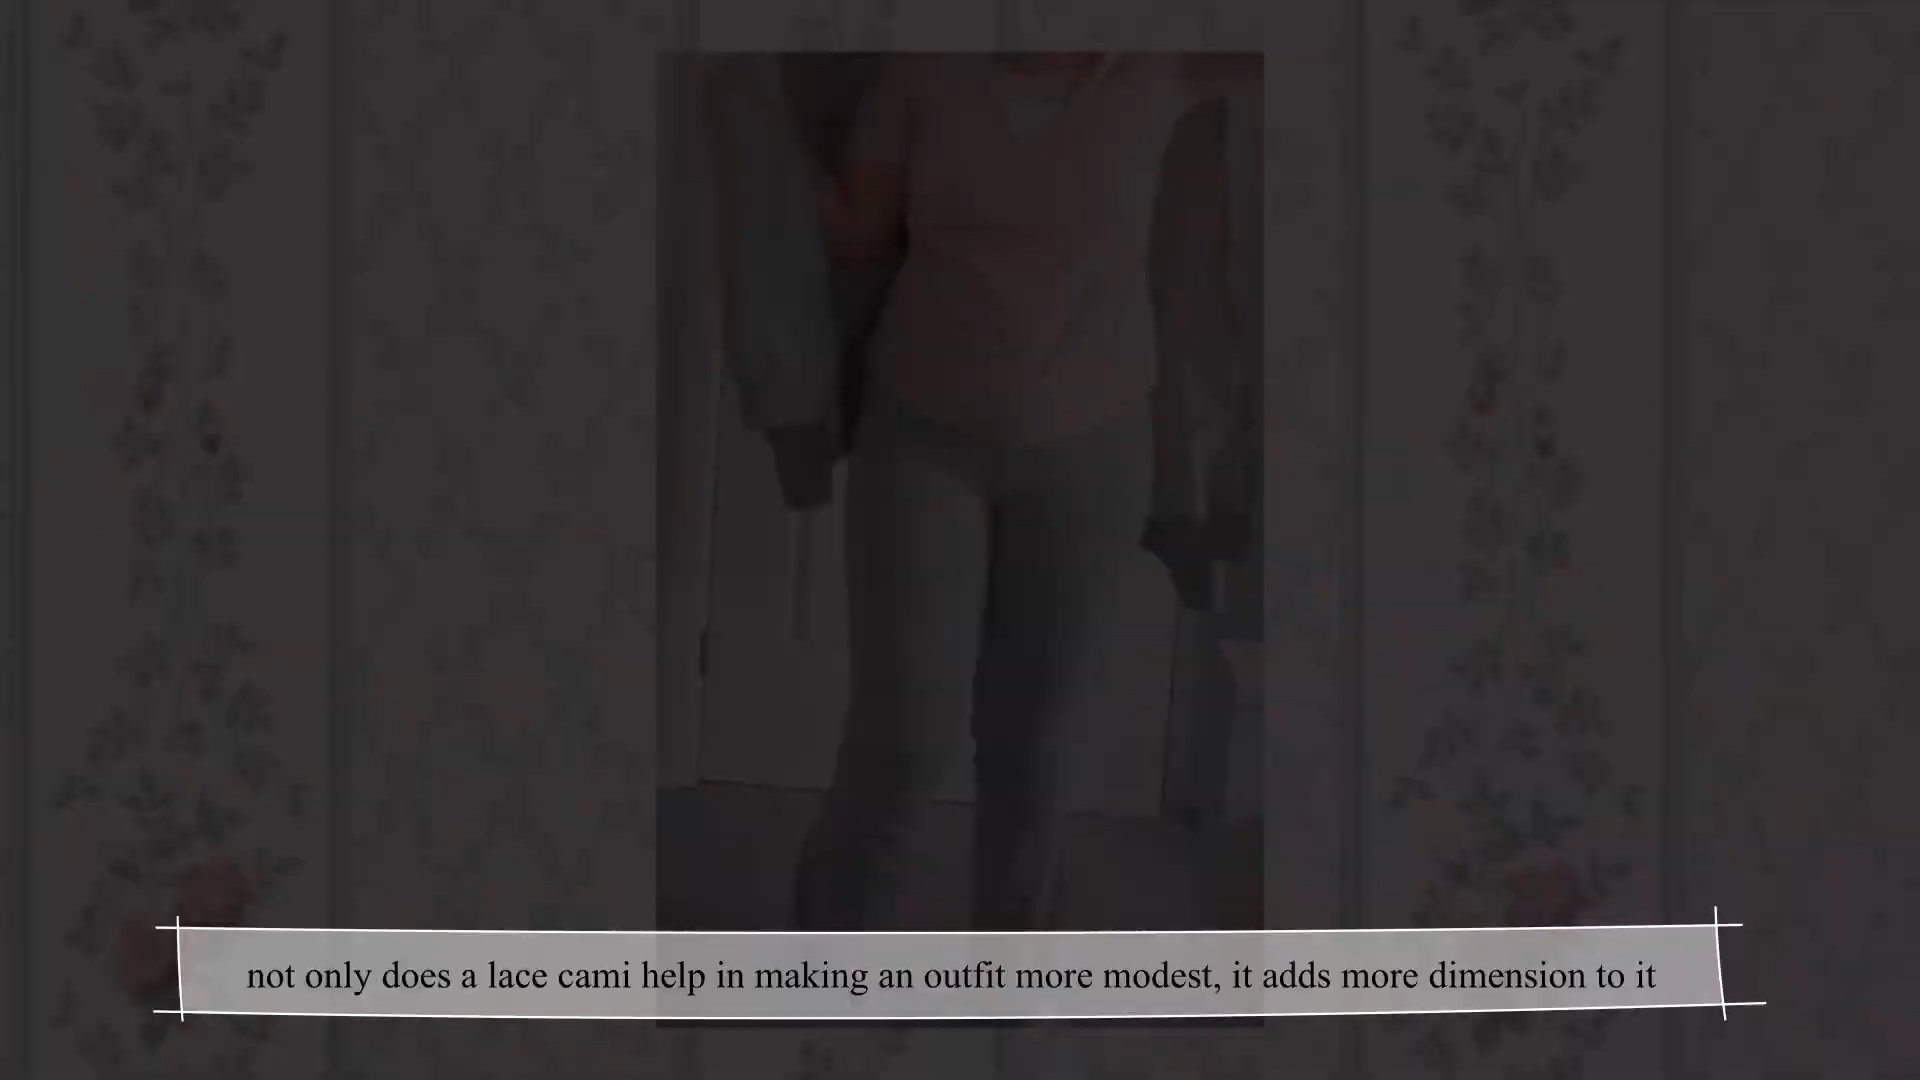 not only does a lace cami help in making an outfit more modest, it adds more dimension to it